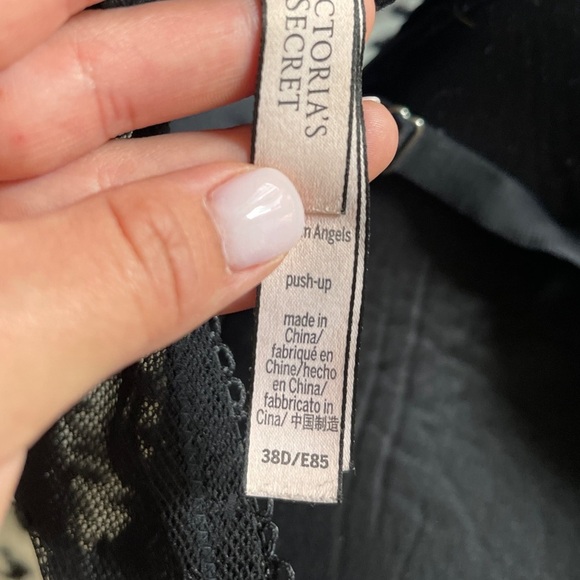 CTORIA'S
SECRET
n Angels
push-up
made in
China/
fabriqué en
Chine/hecho
en China/
fabbricato in
Cina/ 中国制造
38D/E85